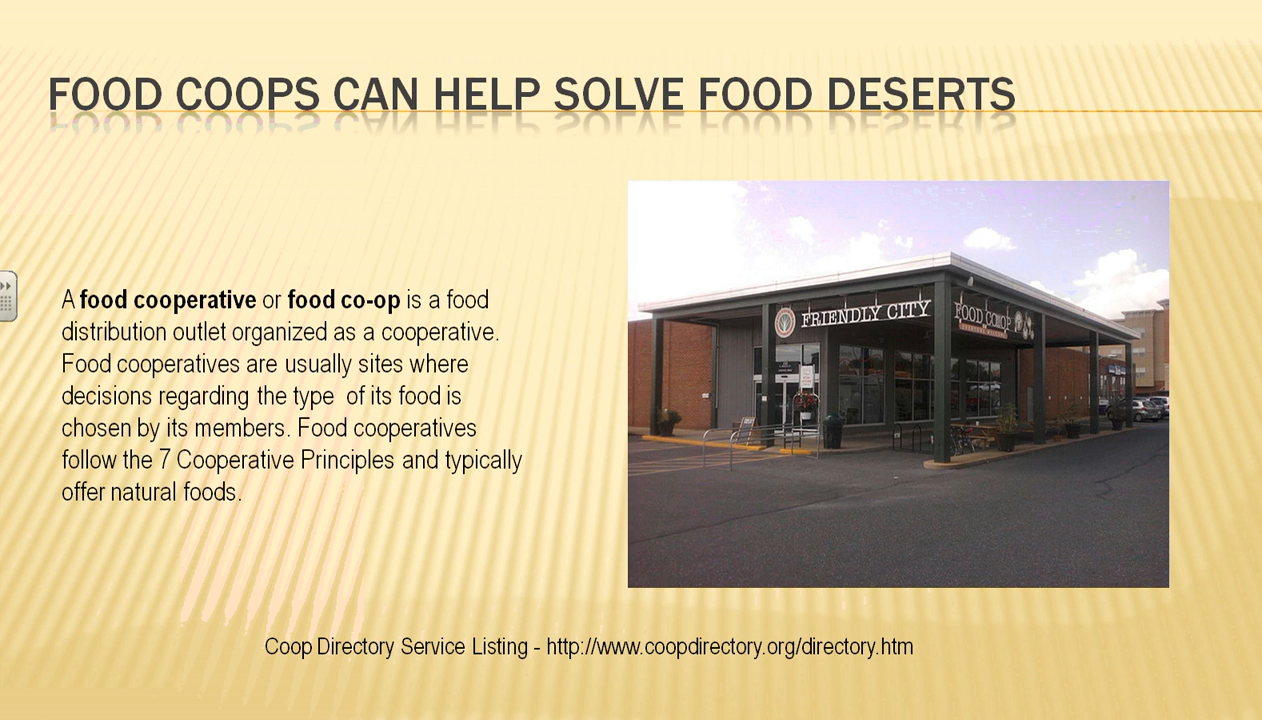 FOOD COOPS CAN HELP SOLVE FOOD DESERTS
A food cooperative or food co-op is a food
distribution outlet organized as a cooperative.
Food cooperatives are usually sites where
decisions regarding the type  of its food is
chosen by its members. Food cooperatives
follow the 7 Cooperative Principles and typically
offer natural foods.
FRIENDLY CITY
FOOD CO-OP
Coop Directory Service Listing - http://www.coopdirectory.org/directory.htm